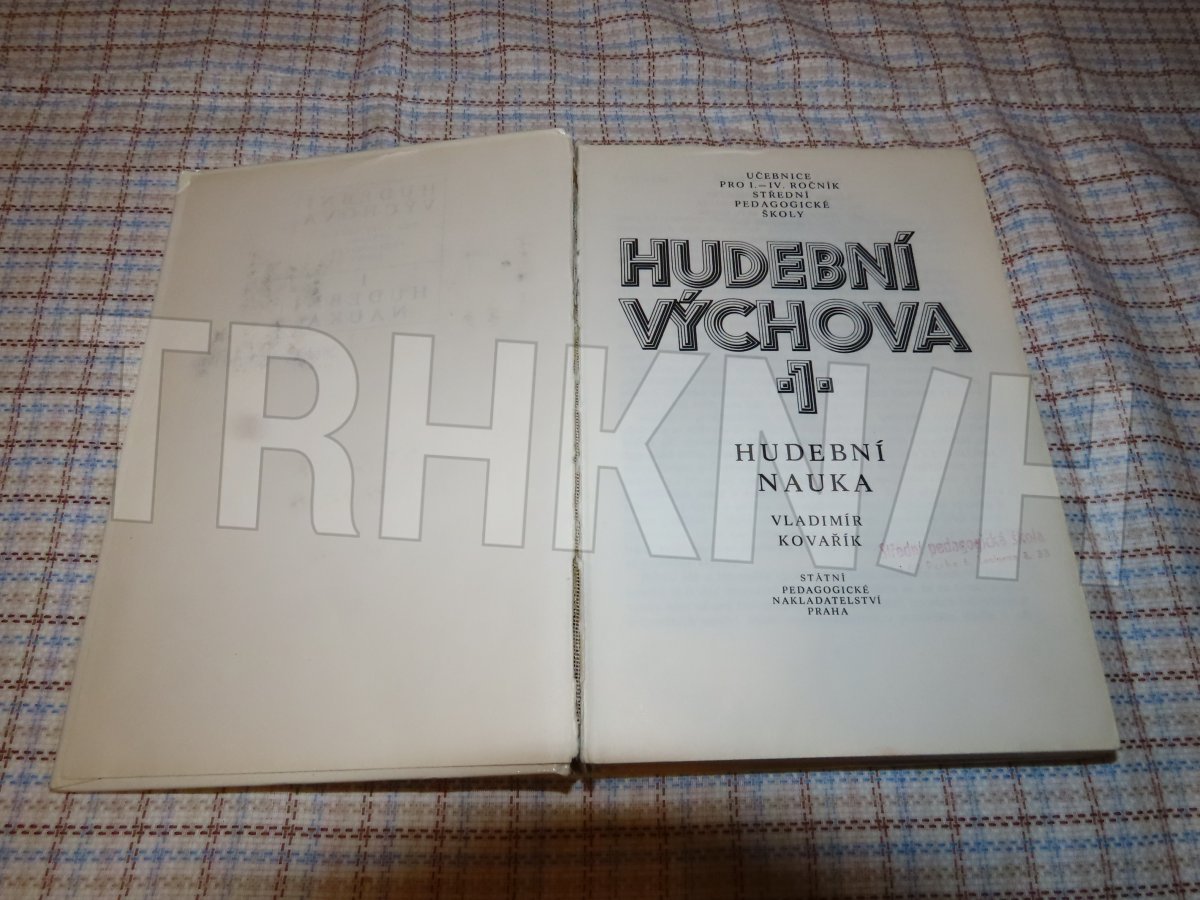 UČEBNICE
PRO I.—IV. ROČNÍK
STŘEDNÍ
PEDAGOGICKÉ
ŠKOLY
HUDEBNÍ
VÝCHOVA
·1·
HUDEBNÍ
NAUKA
VLADIMÍR
KOVAŘÍK
STÁTNÍ
PEDAGOGICKÉ
NAKLADATELSTVÍ
PRAHA
TRHKNIH